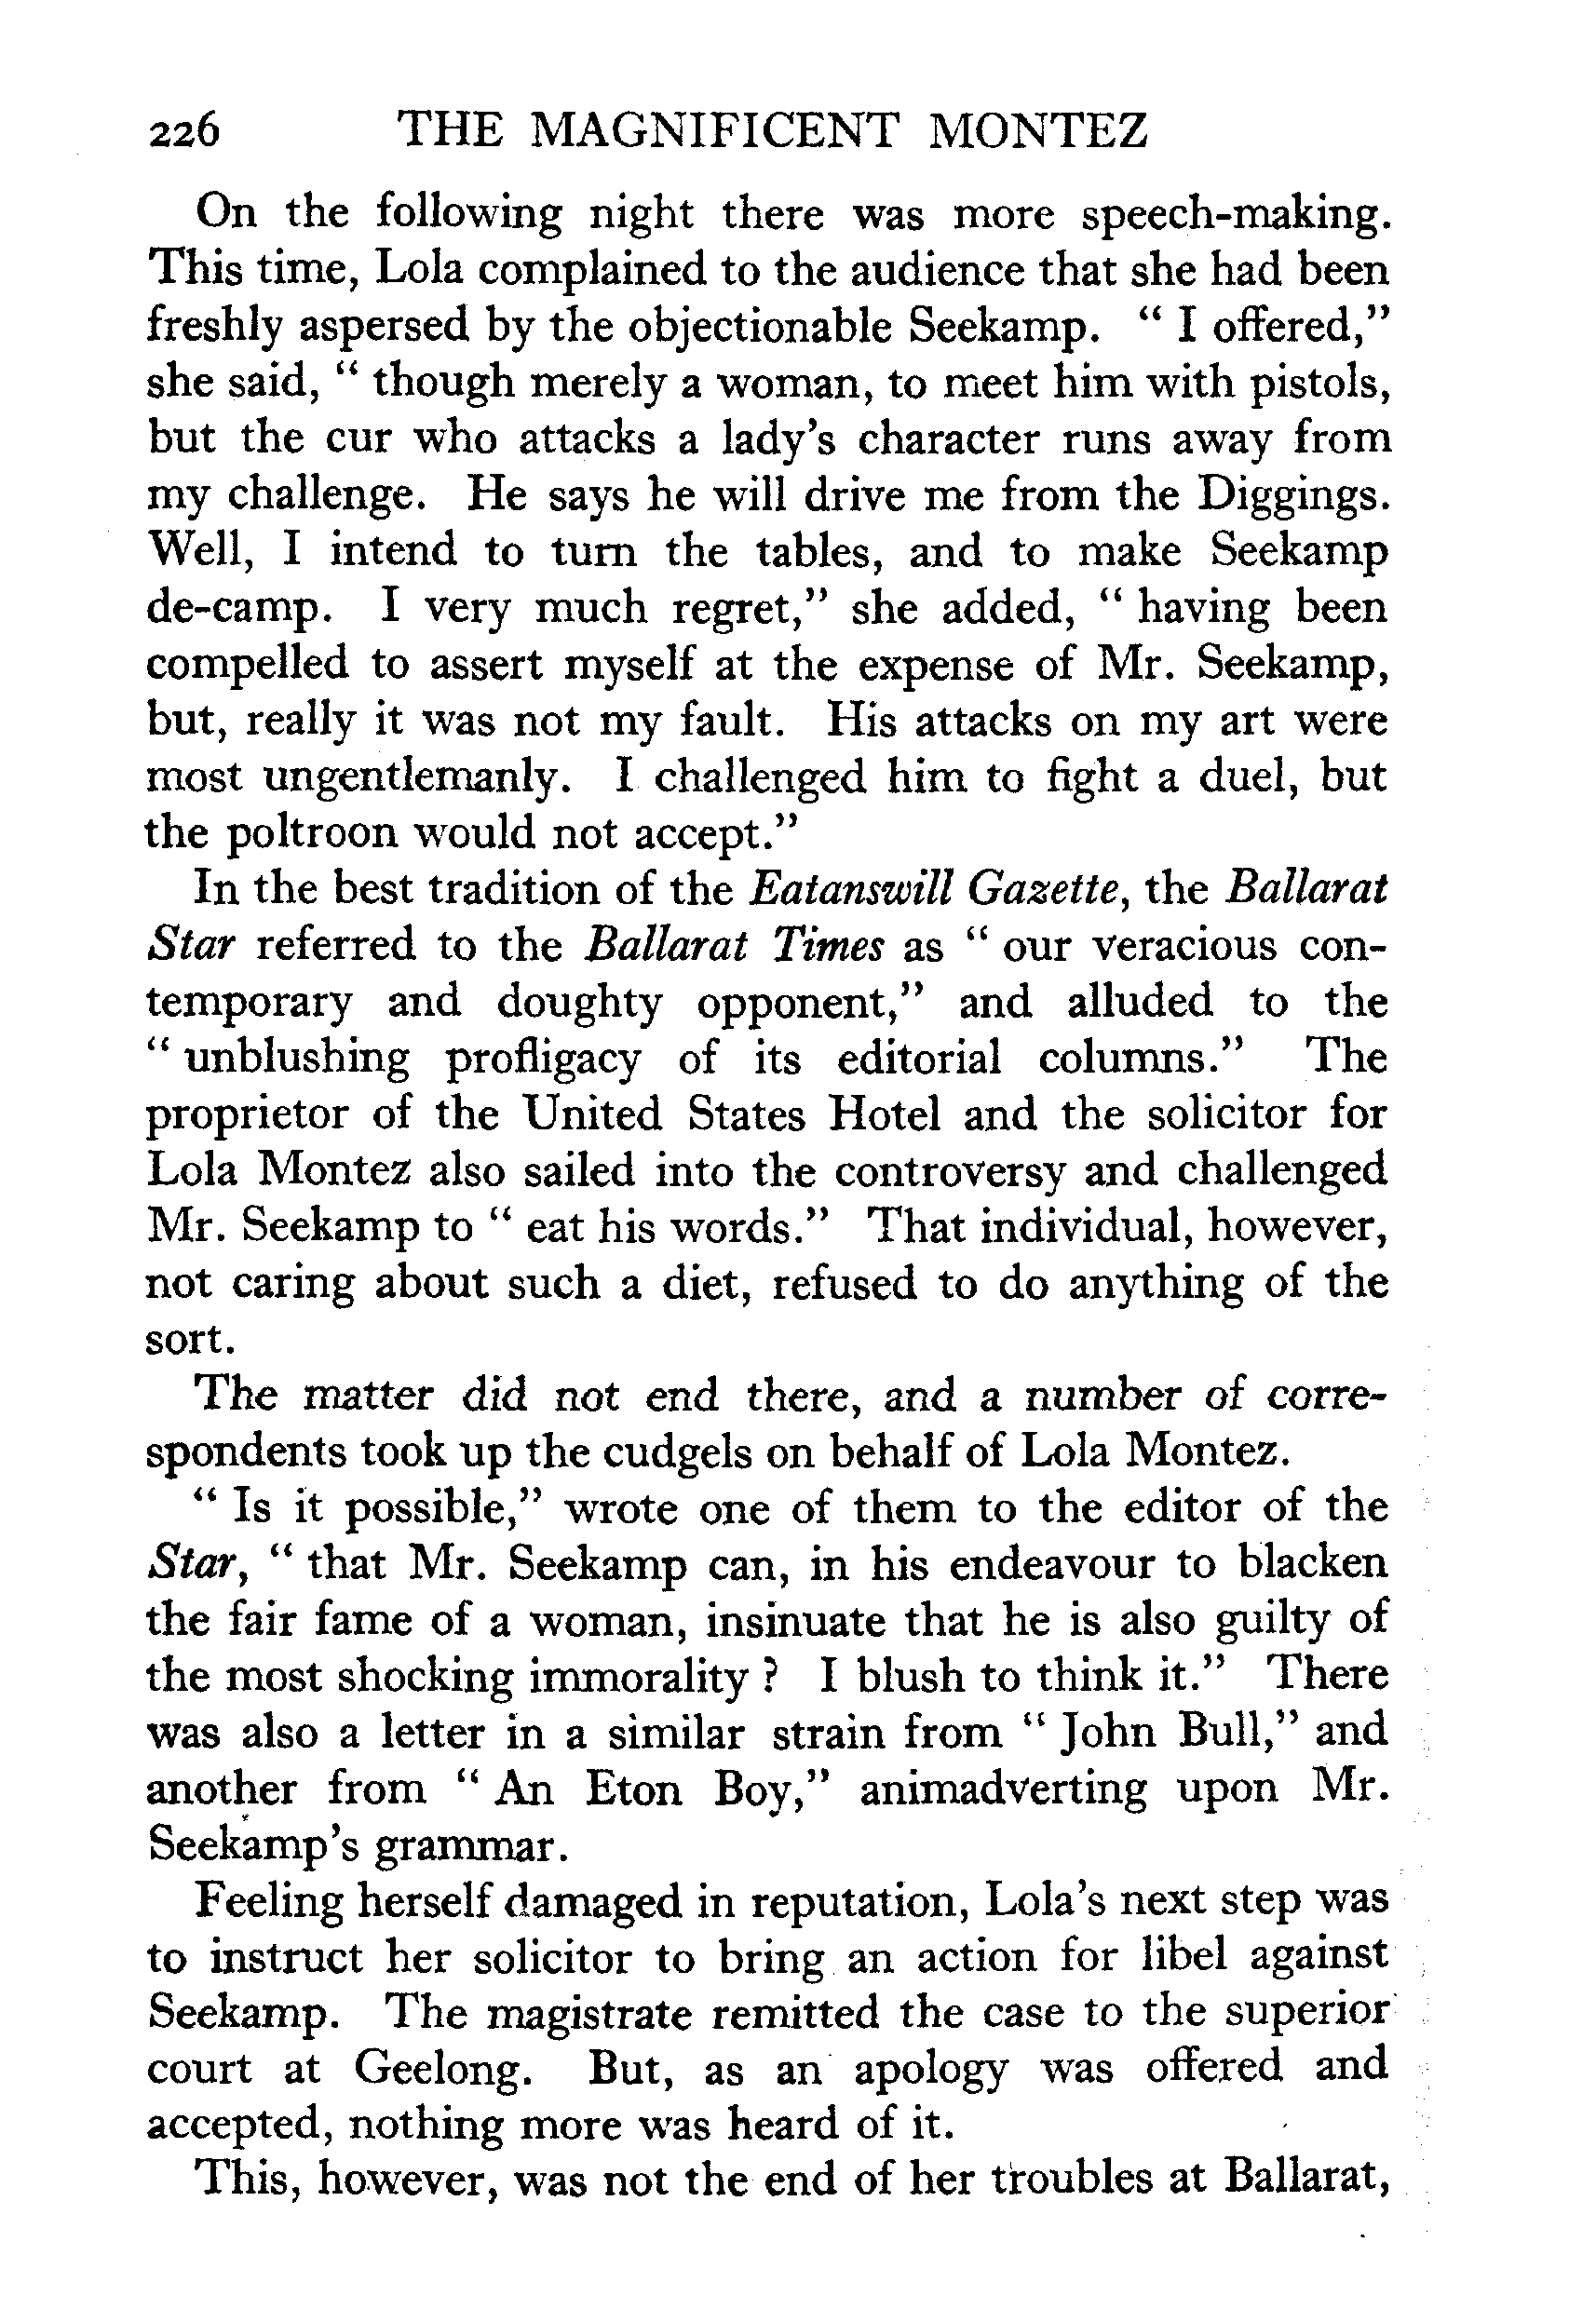 226 THE MAGNIFICENT MONTEZ
On the following night there was more speech-making.
This time, Lola complained to the audience that she had been
freshly aspersed by the objectionable Seekamp. “ I offered,”
she said, “ though merely a woman, to meet him with pistols,
but the cur who attacks a lady’s character runs away from
my challenge. He says he will drive me from the Diggings.
Well, I intend to turn the tables, and to make Seekamp
de-camp. I very much regret,” she added, “ having been
compelled to assert myself at the expense of Mr. Seekamp,
but, really it was not my fault. His attacks on my art were
most ungentlemanly. I challenged him to fight a duel, but
the poltroon would not accept.”
In the best tradition of the Eatanswill Gazette, the Ballarat
Star referred to the Ballarat Times as “ our veracious con-
temporary and doughty opponent,” and alluded to the
“ unblushing profligacy of its editorial columns.” The
proprietor of the United States Hotel and the solicitor for
Lola Montez also sailed into the controversy and challenged
Mr. Seekamp to “ eat his words.” That individual, however,
not caring about such a diet, refused to do anything of the
sort.
The matter did not end there, and a number of corre-
spondents took up the cudgels on behalf of Lola Montez.
“ Is it possible,” wrote one of them to the editor of the
Star, “ that Mr. Seekamp can, in his endeavour to blacken
the fair fame of a woman, insinuate that he is also guilty of
the most shocking immorality ? I blush to think it.” There
was also a letter in a similar strain from “ John Bull,” and
another from “ An Eton Boy,” animadverting upon Mr.
Seekamp’s grammar.
Feeling herself damaged in reputation, Lola’s next step was
to instruct her solicitor to bring an action for libel against
Seekamp. The magistrate remitted the case to the superior
court at Geelong. But, as an apology was offered and
accepted, nothing more was heard of it.
This, however, was not the end of her troubles at Ballarat,